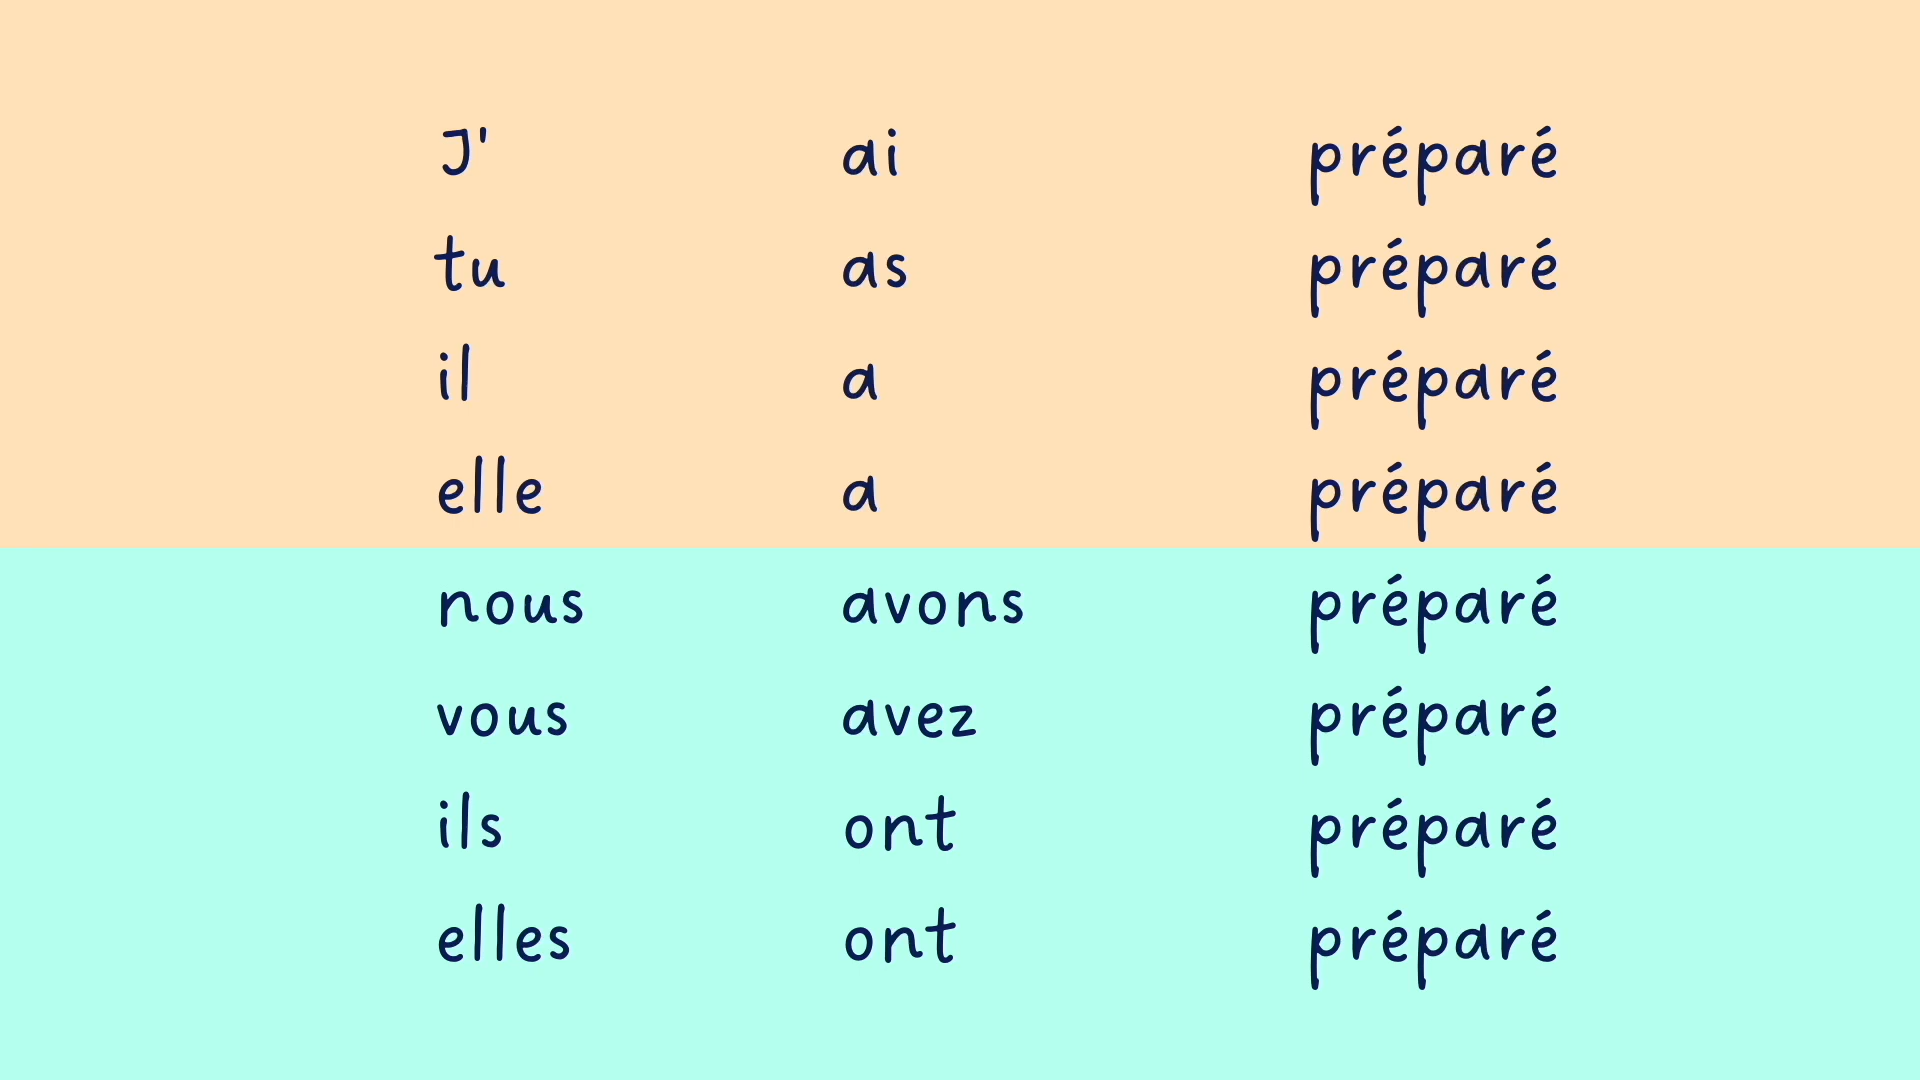 J' ai préparé
tu as préparé
il a préparé
elle a préparé
nous avons préparé
vous avez préparé
ils ont préparé
elles ont préparé